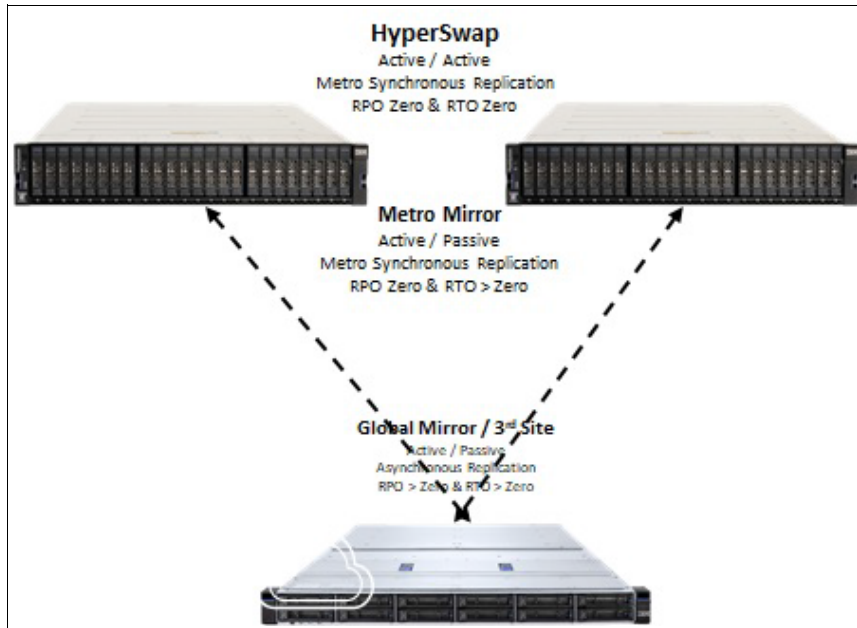 HyperSwap
Active / Active
Metro Synchronous Replication
RPO Zero & RTO Zero
Metro Mirror
Active / Passive
Metro Synchronous Replication
RPO Zero & RTO > Zero
Global Mirror / 3rd Site
Active / Passive
Asynchronous Replication
RPO > Zero & RTO > Zero